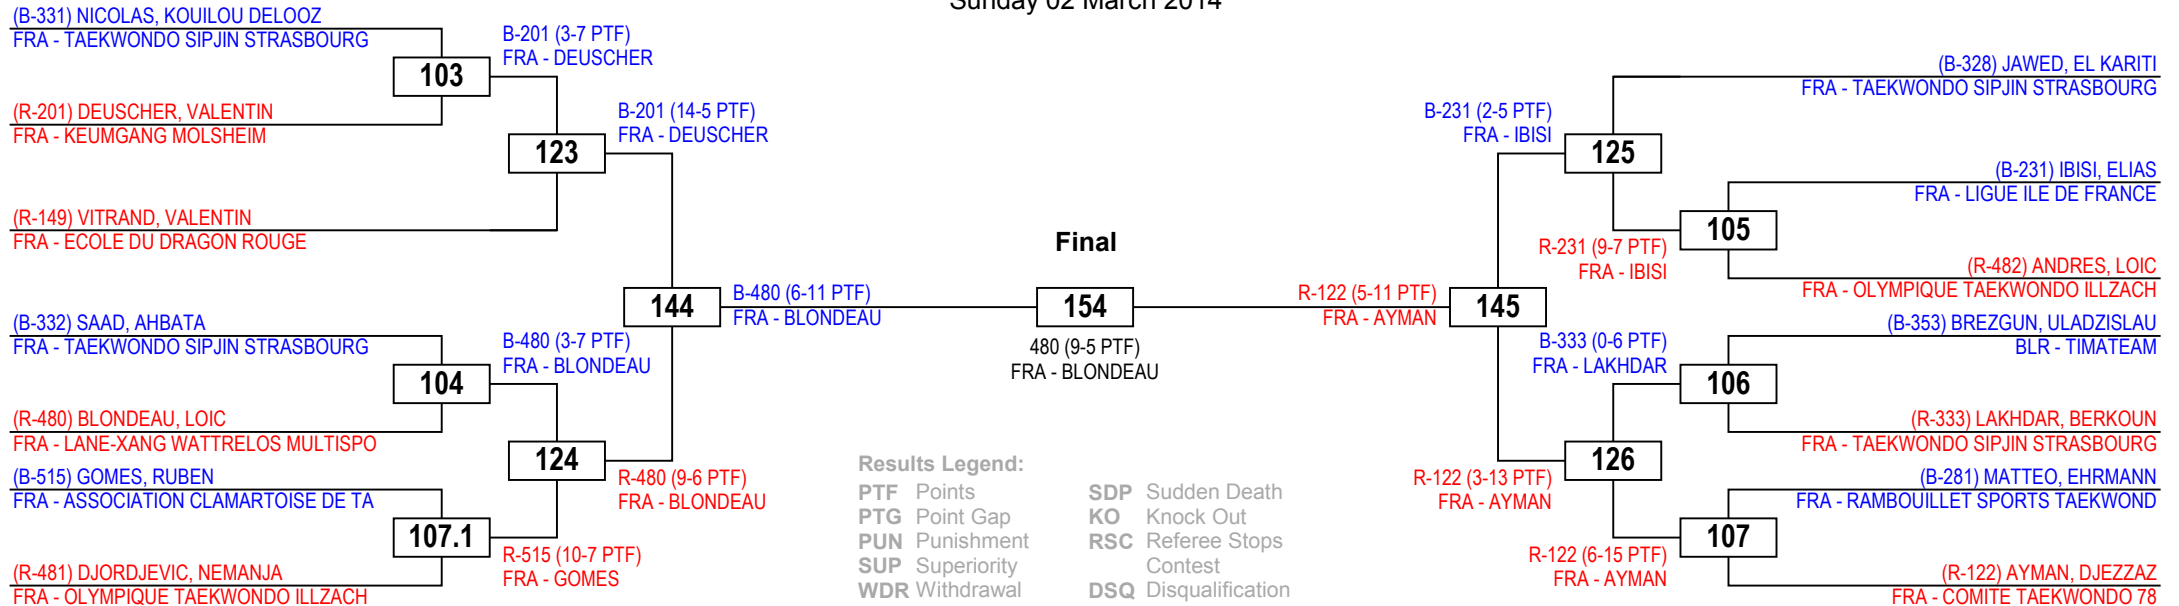 Sunday 02 March 2014
(B-331) NICOLAS, KOUILOU DELOOZ
FRA - TAEKWONDO SIPJIN STRASBOURG
103
(R-201) DEUSCHER, VALENTIN
FRA - KEUMGANG MOLSHEIM
B-201 (3-7 PTF)
FRA - DEUSCHER
123
(R-149) VITRAND, VALENTIN
FRA - ECOLE DU DRAGON ROUGE
B-201 (14-5 PTF)
FRA - DEUSCHER
144
(B-332) SAAD, AHBATA
FRA - TAEKWONDO SIPJIN STRASBOURG
104
(R-480) BLONDEAU, LOIC
FRA - LANE-XANG WATTRELOS MULTISPO
B-480 (3-7 PTF)
FRA - BLONDEAU
124
(B-515) GOMES, RUBEN
FRA - ASSOCIATION CLAMARTOISE DE TA
107.1
(R-481) DJORDJEVIC, NEMANJA
FRA - OLYMPIQUE TAEKWONDO ILLZACH
R-515 (10-7 PTF)
FRA - GOMES
R-480 (9-6 PTF)
FRA - BLONDEAU
B-480 (6-11 PTF)
FRA - BLONDEAU
Final
154
480 (9-5 PTF)
FRA - BLONDEAU
R-122 (5-11 PTF)
FRA - AYMAN
145
B-231 (2-5 PTF)
FRA - IBISI
125
(B-328) JAWED, EL KARITI
FRA - TAEKWONDO SIPJIN STRASBOURG
(B-231) IBISI, ELIAS
FRA - LIGUE ILE DE FRANCE
105
R-231 (9-7 PTF)
FRA - IBISI
(R-482) ANDRES, LOIC
FRA - OLYMPIQUE TAEKWONDO ILLZACH
(B-353) BREZGUN, ULADZISLAU
BLR - TIMATEAM
B-333 (0-6 PTF)
FRA - LAKHDAR
106
(R-333) LAKHDAR, BERKOUN
FRA - TAEKWONDO SIPJIN STRASBOURG
126
R-122 (3-13 PTF)
FRA - AYMAN
(B-281) MATTEO, EHRMANN
FRA - RAMBOUILLET SPORTS TAEKWOND
107
R-122 (6-15 PTF)
FRA - AYMAN
(R-122) AYMAN, DJEZZAZ
FRA - COMITE TAEKWONDO 78
Results Legend:
PTF Points
PTG Point Gap
PUN Punishment
SUP Superiority
WDR Withdrawal
SDP Sudden Death
KO Knock Out
RSC Referee Stops
Contest
DSQ Disqualification